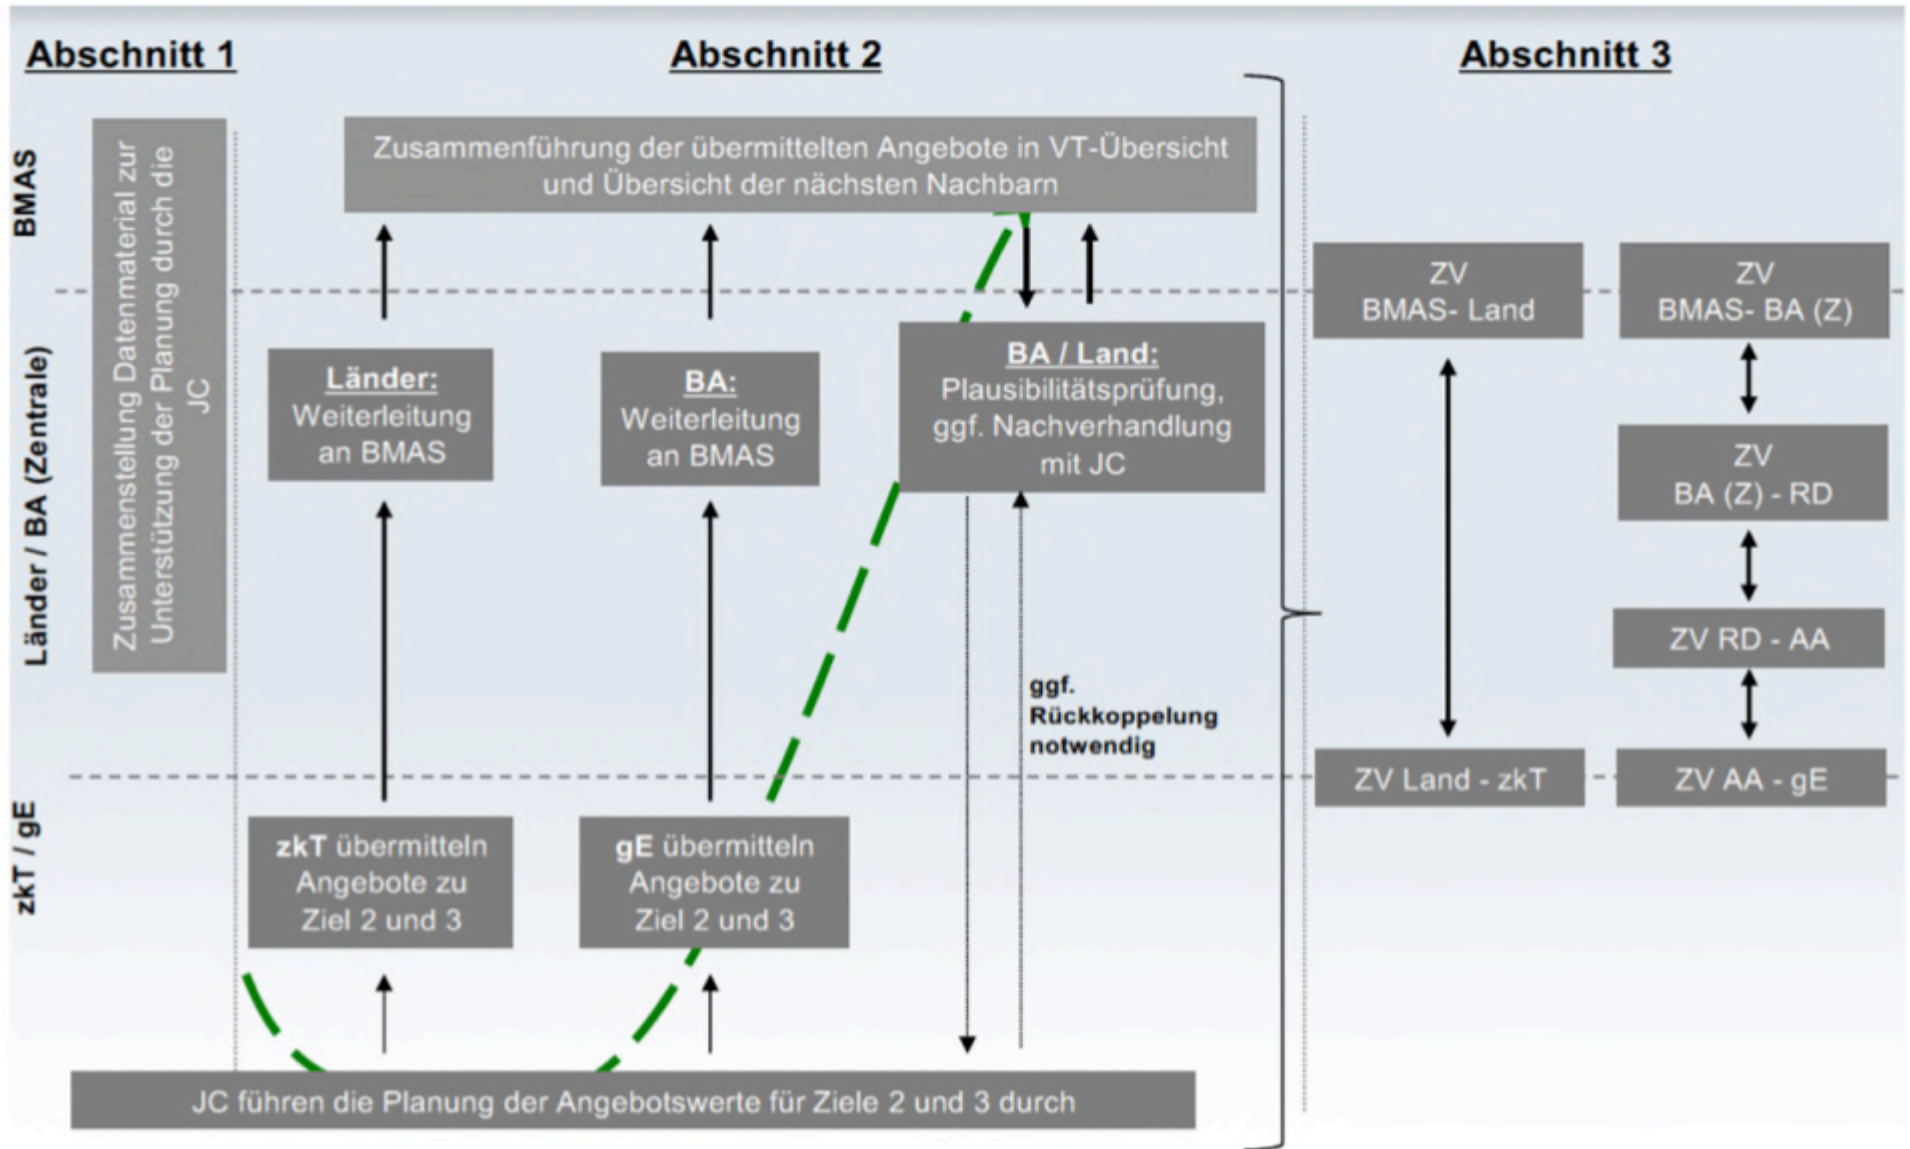 Abschnitt 1
Abschnitt 2
Abschnitt 3
BMAS
Länder / BA (Zentrale)
zkT / gE
Zusammenstellung Datenmaterial zur
Unterstützung der Planung durch die
JC
Zusammenführung der übermittelten Angebote in VT-Übersicht
und Übersicht der nächsten Nachbarn
Länder:
Weiterleitung
an BMAS
BA:
Weiterleitung
an BMAS
BA / Land:
Plausibilitätsprüfung,
ggf. Nachverhandlung
mit JC
ggf.
Rückkoppelung
notwendig
zkT übermitteln
Angebote zu
Ziel 2 und 3
gE übermitteln
Angebote zu
Ziel 2 und 3
JC führen die Planung der Angebotswerte für Ziele 2 und 3 durch
ZV
BMAS- Land
ZV Land - zkT
ZV
BMAS- BA (Z)
ZV
BA (Z) - RD
ZV RD - AA
ZV AA - gE